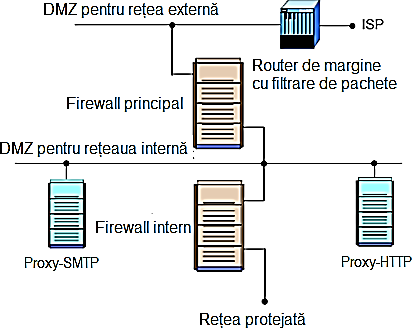 DMZ pentru rețea externă
ISP
Router de margine
cu filtrare de pachete
Firewall principal
DMZ pentru rețeaua internă
Firewall intern
Proxy-SMTP
Proxy-HTTP
Rețea protejată